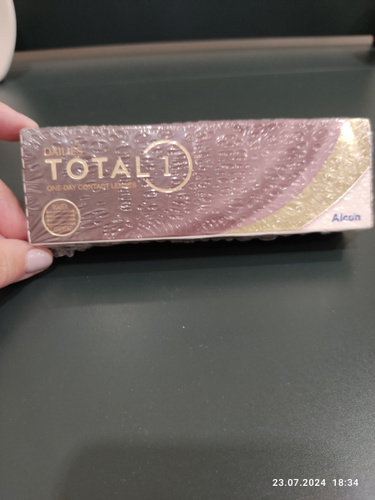 DAILIES
TOTAL 1
ONE-DAY CONTACT LENSES
Alcon
23.07.2024 18:34